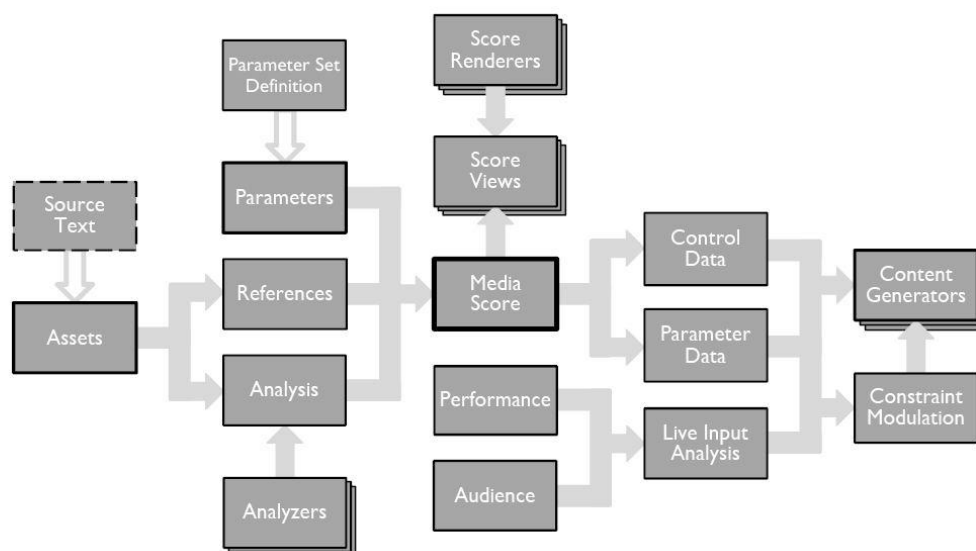 Score
Renderers
Parameter Set
Definition
Score
Views
Source
Text
Parameters
Control
Data
Content
Generators
References
Media
Score
Assets
Parameter
Data
Analysis
Performance
Constraint
Modulation
Live Input
Analysis
Analyzers
Audience